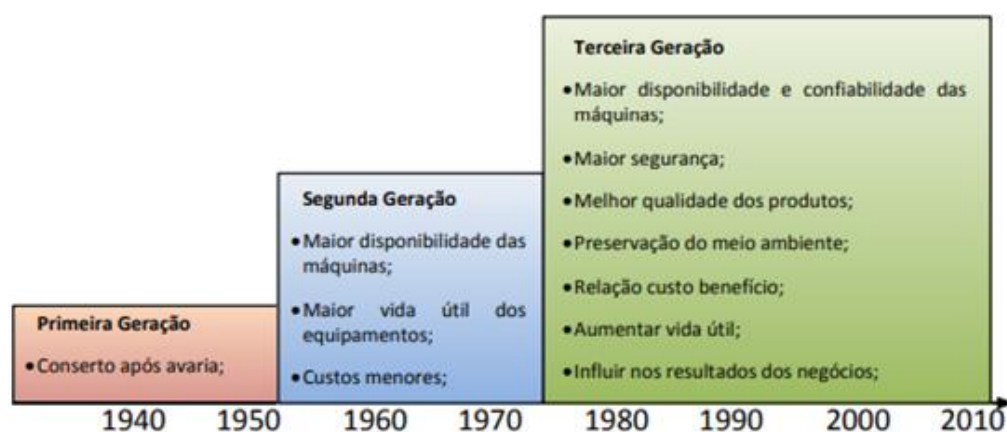 Primeira Geração
•Conserto após avaria;
Segunda Geração
•Maior disponibilidade das
máquinas;
•Maior vida útil dos
equipamentos;
•Custos menores;
Terceira Geração
•Maior disponibilidade e confiabilidade das
máquinas;
•Maior segurança;
•Melhor qualidade dos produtos;
•Preservação do meio ambiente;
•Relação custo benefício;
•Aumentar vida útil;
•Influir nos resultados dos negócios;
1940 1950 1960 1970 1980 1990 2000 2010